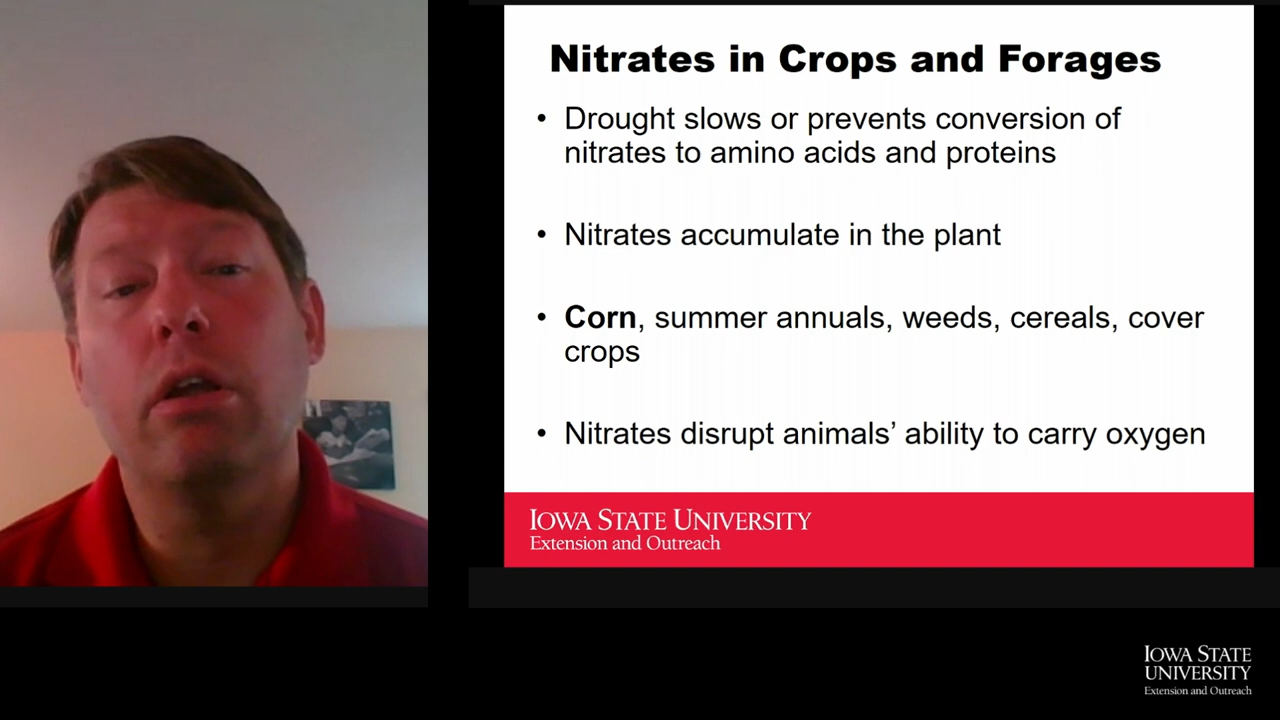 Nitrates in Crops and Forages
• Drought slows or prevents conversion of
nitrates to amino acids and proteins
• Nitrates accumulate in the plant
• Corn, summer annuals, weeds, cereals, cover
crops
• Nitrates disrupt animals’ ability to carry oxygen
IOWA STATE UNIVERSITY
Extension and Outreach
IOWA STATE
UNIVERSITY
Extension and Outreach